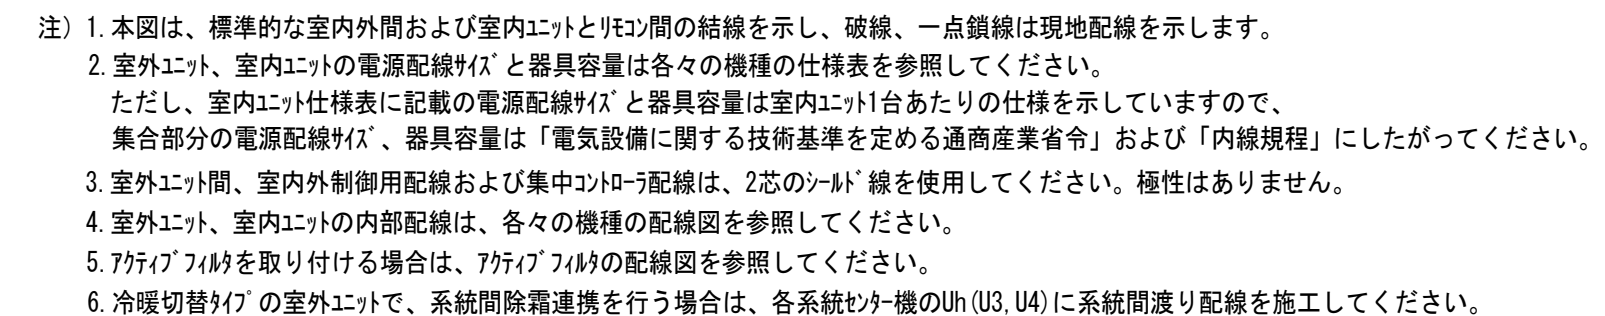 注）1. 本図は、標準的な室内外間および室内ﾕﾆｯﾄとﾘﾓｺﾝ間の結線を示し、破線、一点鎖線は現地配線を示します。
2. 室外ﾕﾆｯﾄ、室内ﾕﾆｯﾄの電源配線ｻｲｽﾞと器具容量は各々の機種の仕様表を参照してください。
ただし、室内ﾕﾆｯﾄ仕様表に記載の電源配線ｻｲｽﾞと器具容量は室内ﾕﾆｯﾄ1台あたりの仕様を示していますので、
集合部分の電源配線ｻｲｽﾞ、器具容量は「電気設備に関する技術基準を定める通商産業省令」および「内線規程」にしたがってください。
3. 室外ﾕﾆｯﾄ間、室内外制御用配線および集中ｺﾝﾄﾛｰﾗ配線は、2芯のｼｰﾙﾄﾞ線を使用してください。極性はありません。
4. 室外ﾕﾆｯﾄ、室内ﾕﾆｯﾄの内部配線は、各々の機種の配線図を参照してください。
5. ｱｸﾃｨﾌﾞﾌｨﾙﾀを取り付ける場合は、ｱｸﾃｨﾌﾞﾌｨﾙﾀの配線図を参照してください。
6. 冷暖切替ﾀｲﾌﾟの室外ﾕﾆｯﾄで、系統間除霜連携を行う場合は、各系統ｾﾝﾀｰ機のUh(U3,U4)に系統間渡り配線を施工してください。